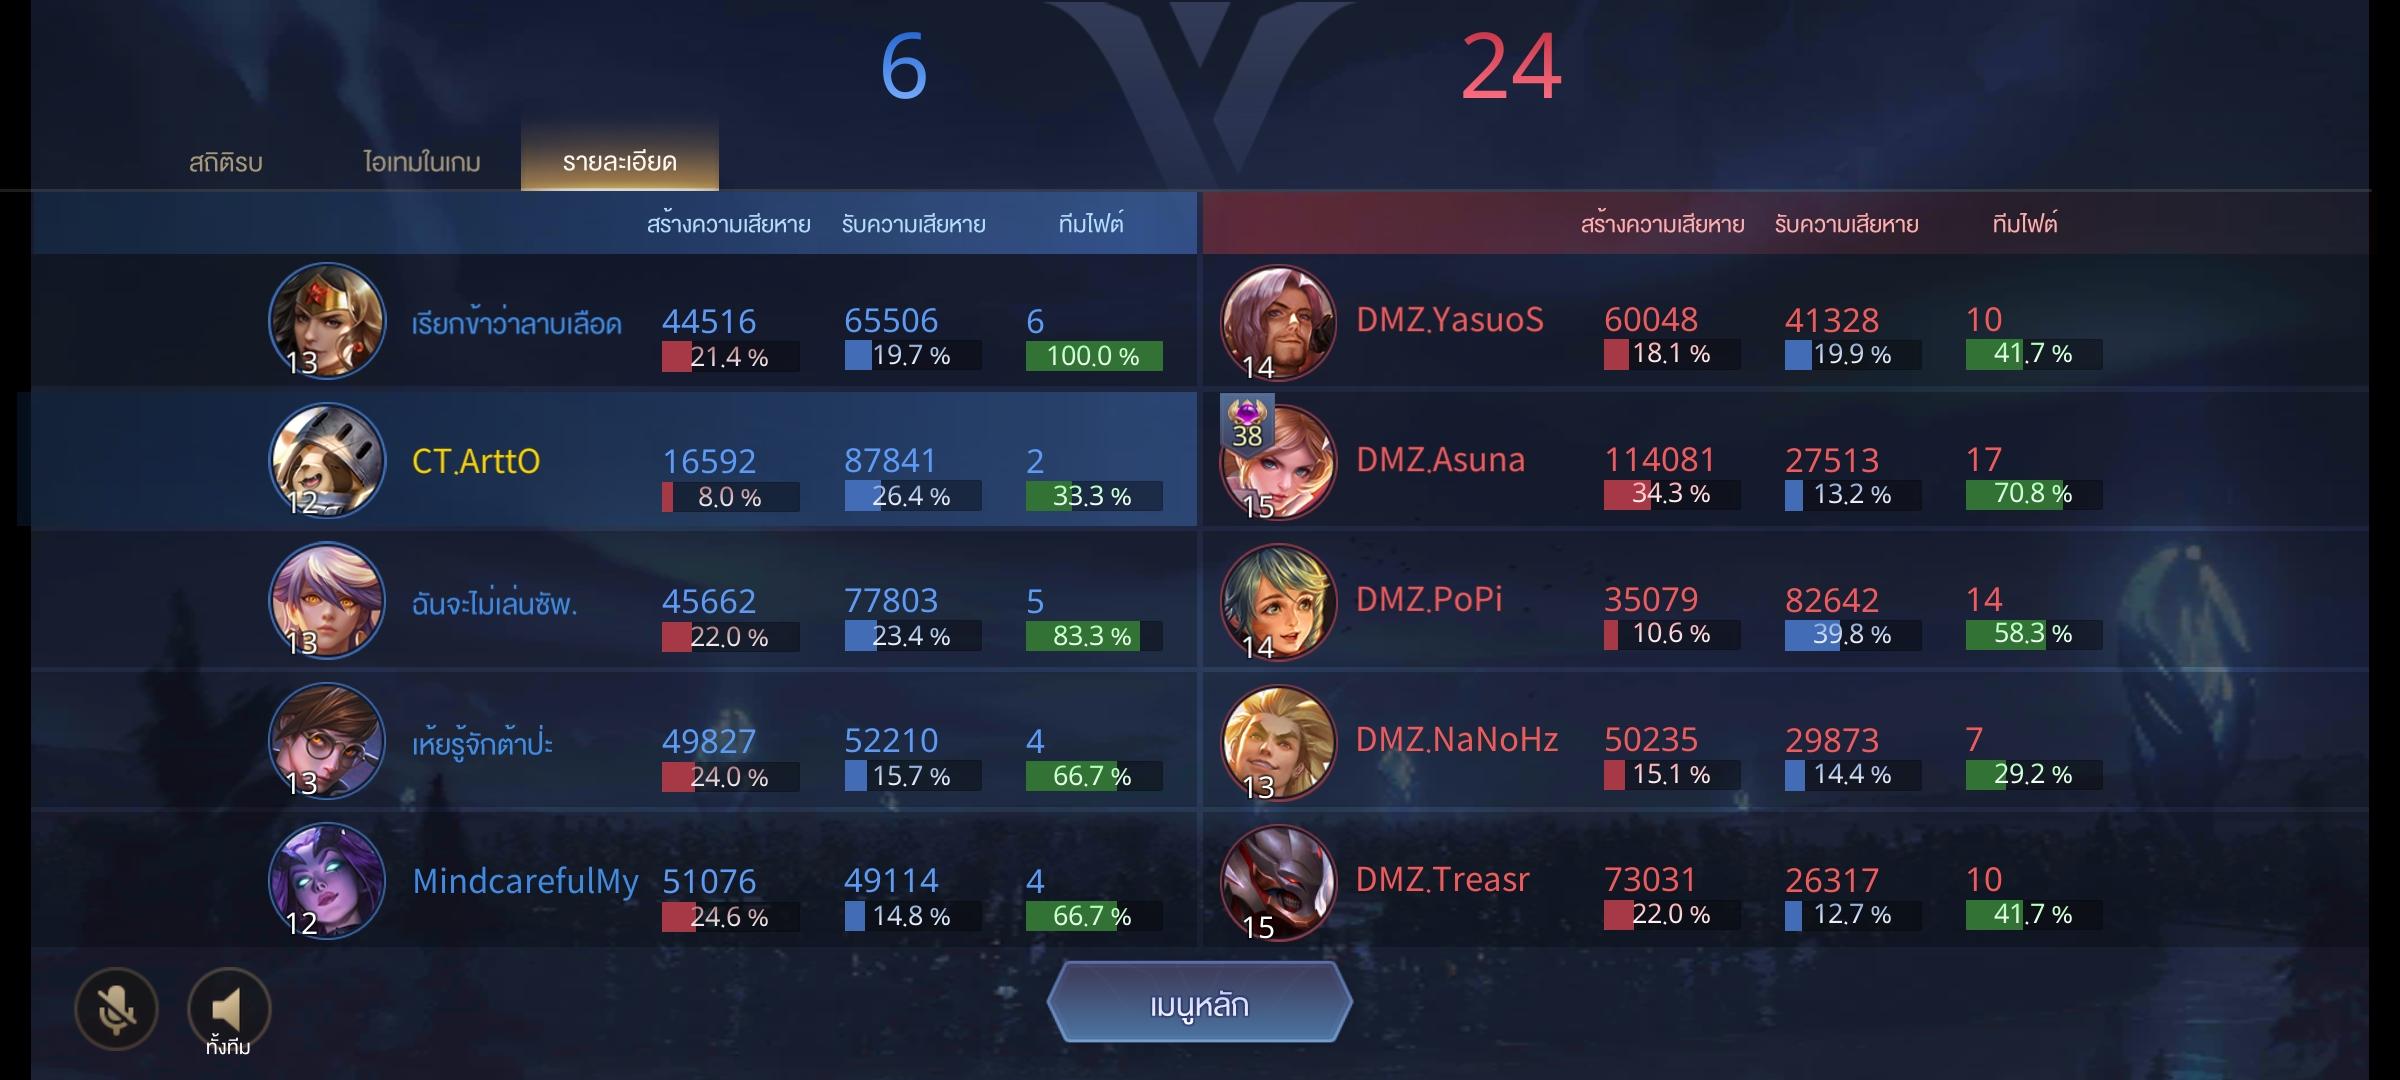 6 24
สถิติรบ ไอเทมในเกม รายละเอียด
สร้างความเสียหาย รับความเสียหาย ทีมไฟต์ สร้างความเสียหาย รับความเสียหาย ทีมไฟต์
เรียกข้าว่าลาบเลือด 44516 65506 6 DMZ.YasuoS 60048 41328 10
13 21.4 % 19.7 % 100.0 % 14 18.1 % 19.9 % 41.7 %
38
CT.ArttO 16592 87841 2 DMZ.Asuna 114081 27513 17
12 8.0 % 26.4 % 33.3 % 15 34.3 % 13.2 % 70.8 %
ฉันจะไม่เล่นซัพ. 45662 77803 5 DMZ.PoPi 35079 82642 14
13 22.0 % 23.4 % 83.3 % 14 10.6 % 39.8 % 58.3 %
เห้ยรู้จักต้าป่ะ 49827 52210 4 DMZ.NaNoHz 50235 29873 7
13 24.0 % 15.7 % 66.7 % 13 15.1 % 14.4 % 29.2 %
MindcarefulMy 51076 49114 4 DMZ.Treasr 73031 26317 10
12 24.6 % 14.8 % 66.7 % 15 22.0 % 12.7 % 41.7 %
เมนูหลัก
ทั้งทีม